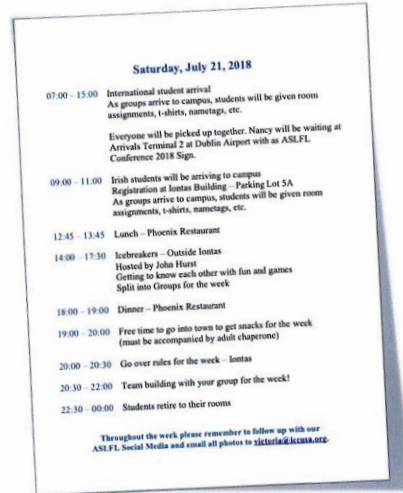 Saturday, July 21, 2018
07:00 – 15:00 International student arrival
As groups arrive to campus, students will be given room
assignments, t-shirts, nametags, etc.
Everyone will be picked up together. Nancy will be waiting at
Arrivals Terminal 2 at Dublin Airport with as ASLFL
Conference 2018 Sign.
09:00 – 11:00 Irish students will be arriving to campus
Registration at Iontas Building – Parking Lot 5A
As groups arrive to campus, students will be given room
assignments, t-shirts, nametags, etc.
12:45 – 13:45 Lunch – Phoenix Restaurant
14:00 – 17:30 Icebreakers – Outside Iontas
Hosted by John Hurst
Getting to know each other with fun and games
Split into Groups for the week
18:00 – 19:00 Dinner – Phoenix Restaurant
19:00 – 20:00 Free time to go into town to get snacks for the week
(must be accompanied by adult chaperone)
20:00 – 20:30 Go over rules for the week – Iontas
20:30 – 22:00 Team building with your group for the week!
22:30 – 00:00 Students retire to their rooms
Throughout the week please remember to follow up with our
ASLFL Social Media and email all photos to victoria@iccusa.org.